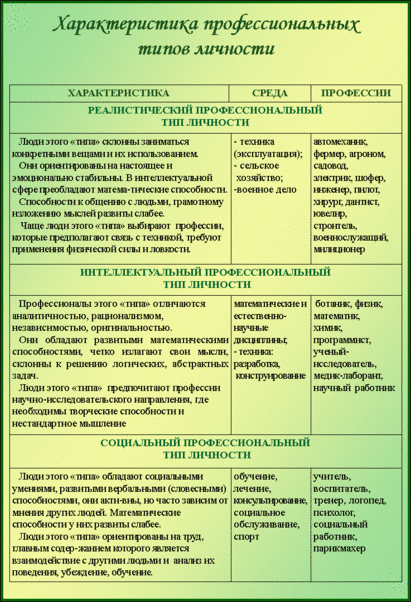 Характеристика профессиональных
типов личности
ХАРАКТЕРИСТИКА СРЕДА ПРОФЕССИИ
РЕАЛИСТИЧЕСКИЙ ПРОФЕССИОНАЛЬНЫЙ
ТИП ЛИЧНОСТИ
Люди этого «типа» склонны заниматься
конкретными вещами и их использованием.
Они ориентированы на настоящее и
эмоционально стабильны. В интеллектуальной
сфере преобладают матема-тические способности.
Способности к общению с людьми, грамотному
изложению мыслей развиты слабее.
Чаще люди этого «типа» выбирают профессии,
которые предполагают связь с техникой, требуют
применения физической силы и ловкости.
- техника
(эксплуатация);
- сельское
хозяйство;
-военное дело
автомеханик,
фермер, агроном,
садовод,
электрик, шофер,
инженер, пилот,
хирург, дантист,
ювелир,
строитель,
военнослужащий,
милиционер
ИНТЕЛЛЕКТУАЛЬНЫЙ ПРОФЕССИОНАЛЬНЫЙ
ТИП ЛИЧНОСТИ
Профессионалы этого «типа» отличаются
аналитичностью, рационализмом,
независимостью, оригинальностью.
Они обладают развитыми математическими
способностями, четко излагают свои мысли,
склонны к решению логических, абстрактных
задач.
Люди этого «типа» предпочитают профессии
научно-исследовательского направления, где
необходимы творческие способности и
нестандартное мышление
математические и
естественно-
научные
дисциплины;
- техника:
разработка,
конструирование
ботаник, физик,
математик,
химик,
программист,
ученый-
исследователь,
медик-лаборант,
научный работник
СОЦИАЛЬНЫЙ ПРОФЕССИОНАЛЬНЫЙ
ТИП ЛИЧНОСТИ
Люди этого «типа» обладают социальными
умениями, развитыми вербальными (словесными)
способностями, они акти-вны, но часто зависим от
мнения других людей. Математические
способности у них развиты слабее.
Люди этого «типа» ориентированы на труд,
главным содер-жанием которого является
взаимодействие с другими людьми и анализ их
поведения, убеждение, обучение.
обучение,
лечение,
консультирование,
социальное
обслуживание,
спорт
учитель,
воспитатель,
тренер, логопед,
психолог,
социальный
работник,
парикмахер